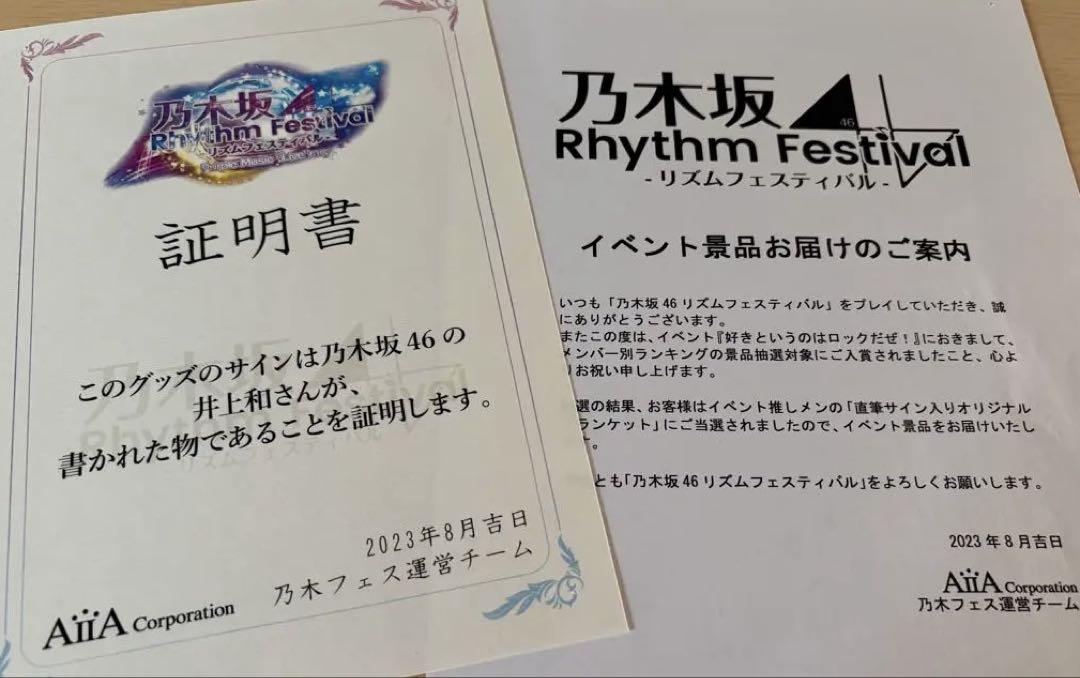 乃木坂46
Rhythm Festival
-リズムフェスティバル-
証明書
このグッズのサインは乃木坂46の
井上和さんが、
書かれた物であることを証明します。
2023年8月吉日
乃木フェス運営チーム
AiiA Corporation
乃木坂46
Rhythm Festival
-リズムフェスティバル-
イベント景品お届けのご案内
いつも「乃木坂46リズムフェスティバル」をプレイしていただき、誠
にありがとうございます。
またこの度は、イベント『好きというのはロックだぜ！』におきまして、
メンバー別ランキングの景品抽選対象にご入賞されましたこと、心よ
りお祝い申し上げます。
選の結果、お客様はイベント推しメンの「直筆サイン入りオリジナル
ランケット」にご当選されましたので、イベント景品をお届けいたし
す。
とも「乃木坂46リズムフェスティバル」をよろしくお願いします。
2023年8月吉日
AiiA Corporation
乃木フェス運営チーム